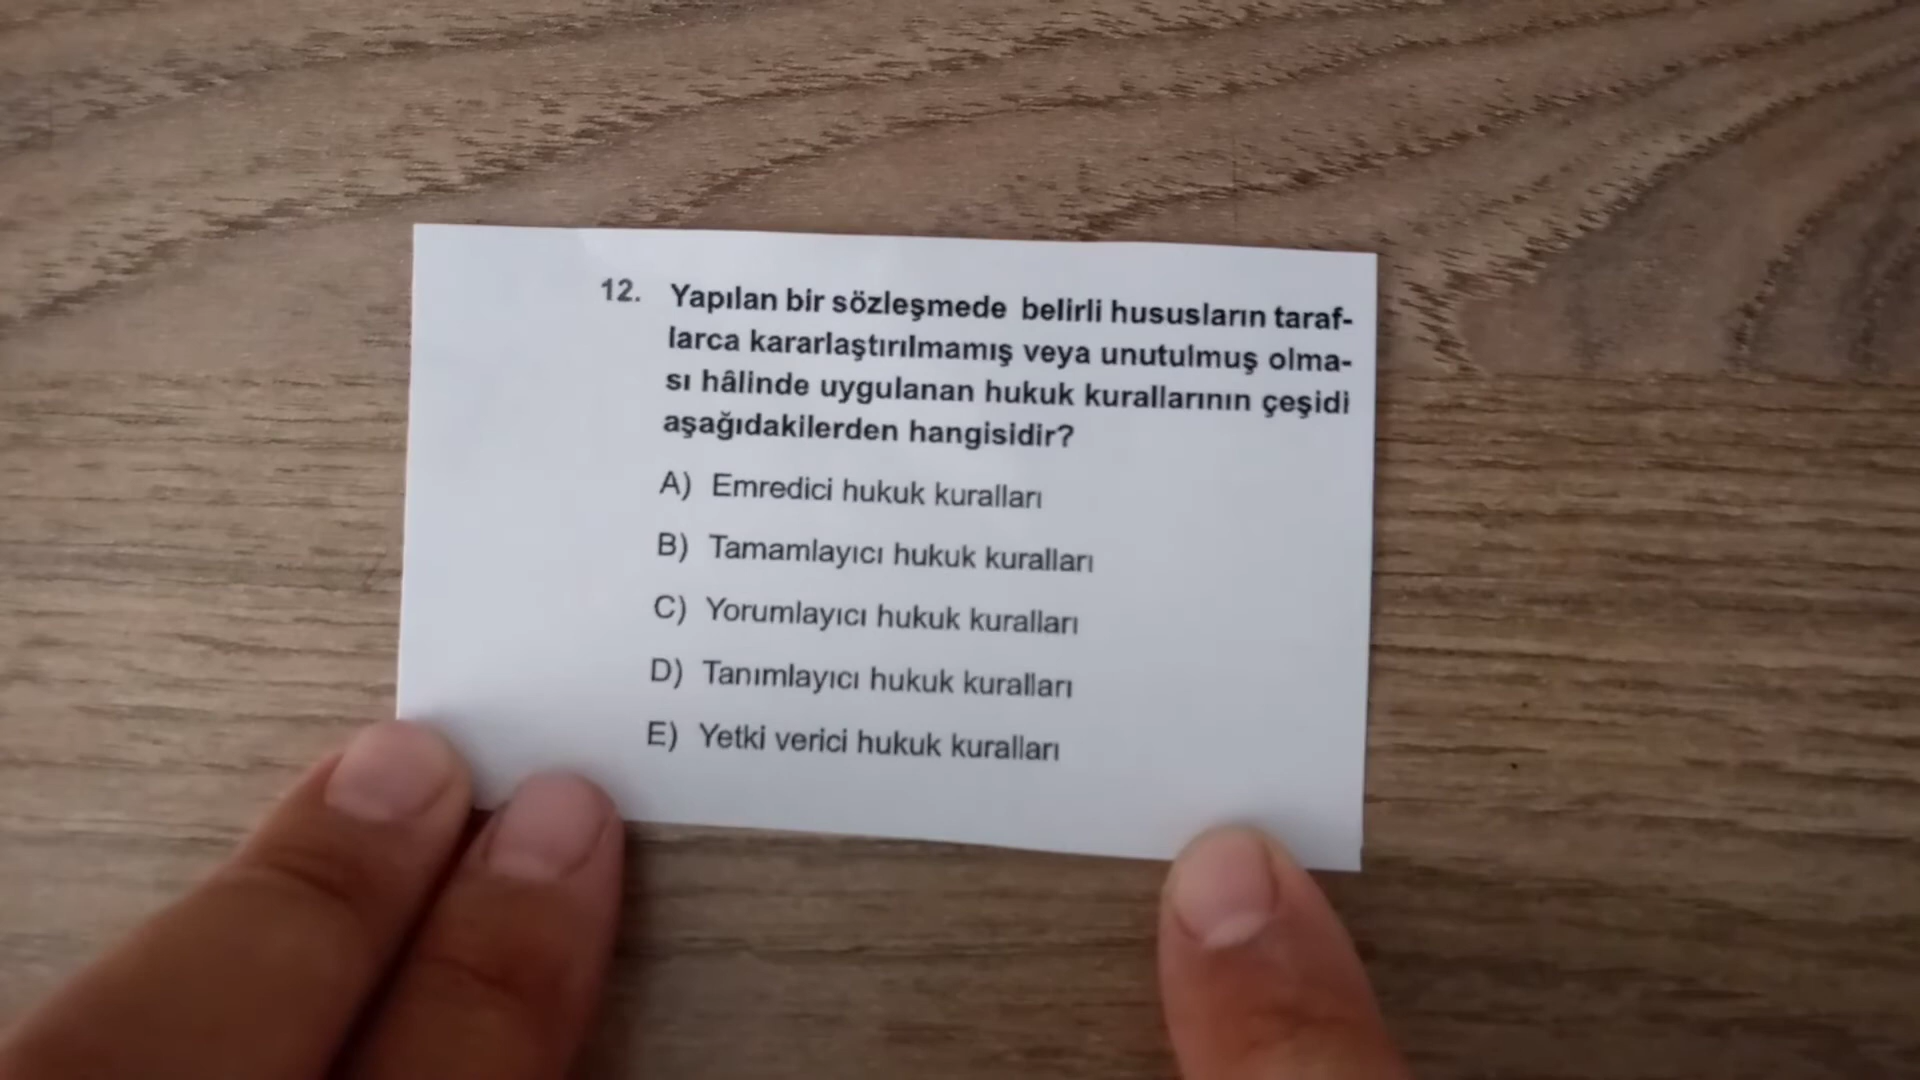 12. Yapılan bir sözleşmede belirli hususların taraf-
larca kararlaştırılmamış veya unutulmuş olma-
sı hâlinde uygulanan hukuk kurallarının çeşidi
aşağıdakilerden hangisidir?
A) Emredici hukuk kuralları
B) Tamamlayıcı hukuk kuralları
C) Yorumlayıcı hukuk kuralları
D) Tanımlayıcı hukuk kuralları
E) Yetki verici hukuk kuralları